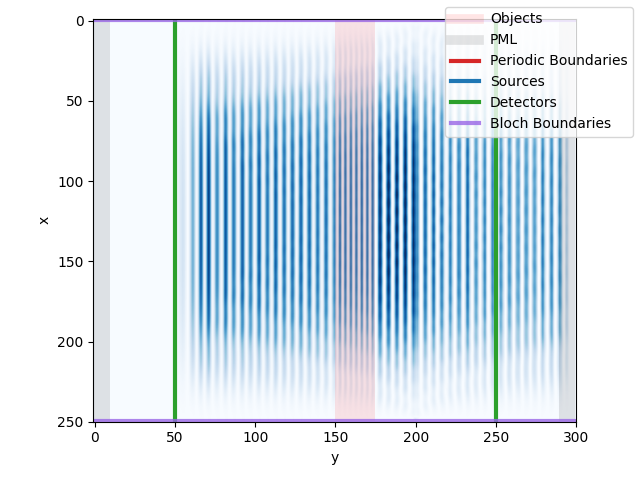 Objects
PML
Periodic Boundaries
Sources
Detectors
Bloch Boundaries
0
50
100
150
200
250
x
0 50 100 150 200 250 300
y